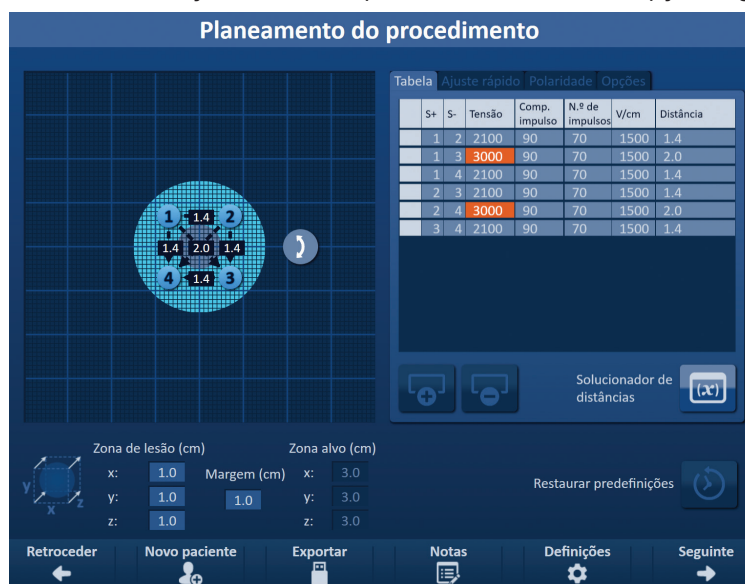 Planeamento do procedimento
Tabela Ajuste rápido Polaridade Opções
S+ S- Tensão Comp. impulso N.º de impulsos V/cm Distância
1 2 2100 90 70 1500 1.4
1 3 3000 90 70 1500 2.0
1 4 2100 90 70 1500 1.4
2 3 2100 90 70 1500 1.4
2 4 3000 90 70 1500 2.0
3 4 2100 90 70 1500 1.4
1 1.4 2
1.4 2.0 1.4
4 1.4 3
Solucionador de
distâncias
(x)
Zona de lesão (cm) Zona alvo (cm)
x: 1.0 Margem (cm) x: 3.0
y: 1.0 1.0 y: 3.0
z: 1.0 z: 3.0
y
x
z
Restaurar predefinições
Retroceder Novo paciente Exportar Notas Definições Seguinte